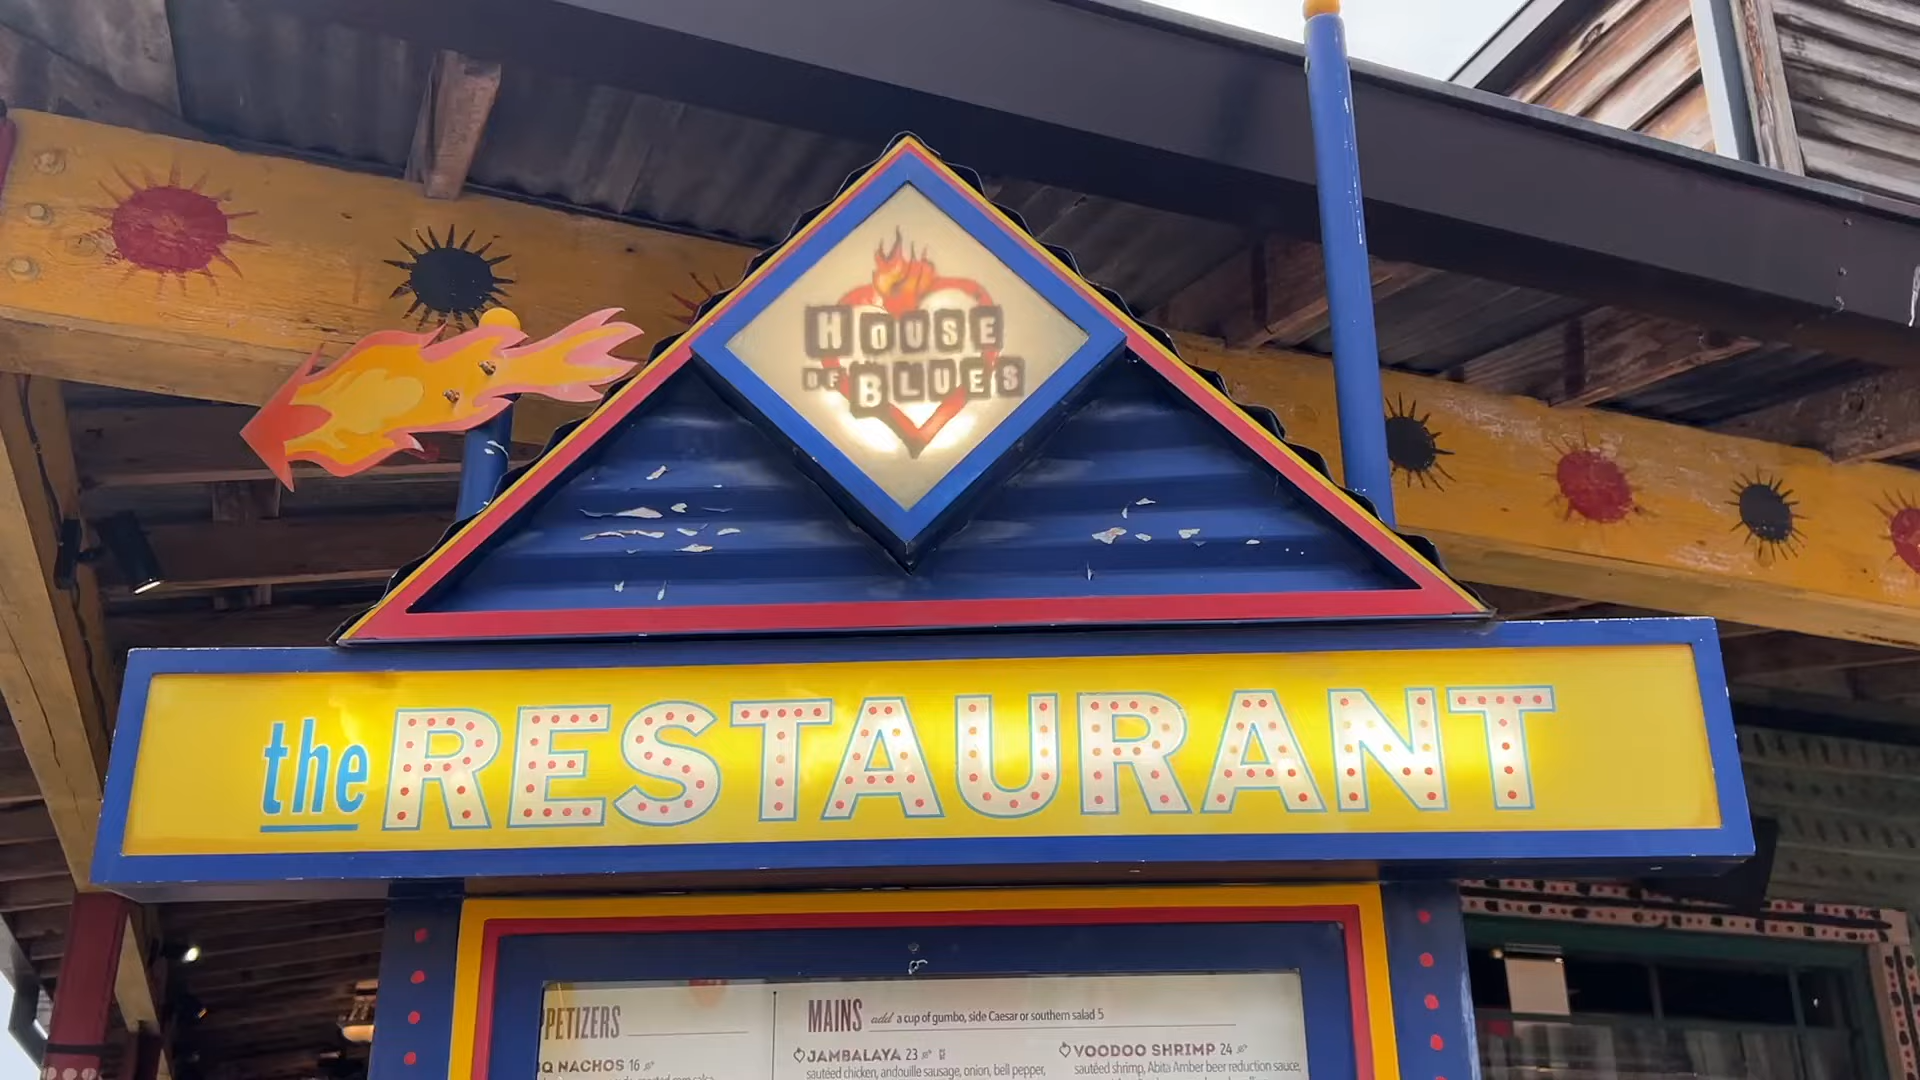 HOUSE
OF BLUES
the RESTAURANT
PPETIZERS
MAINS add a cup of gumbo, side Caesar or southern salad 5
Q NACHOS 16
JAMBALAYA 23
VOODOO SHRIMP 24
sautéed chicken, andouille sausage, onion, bell pepper,
sautéed shrimp, Abita Amber beer reduction sauce,